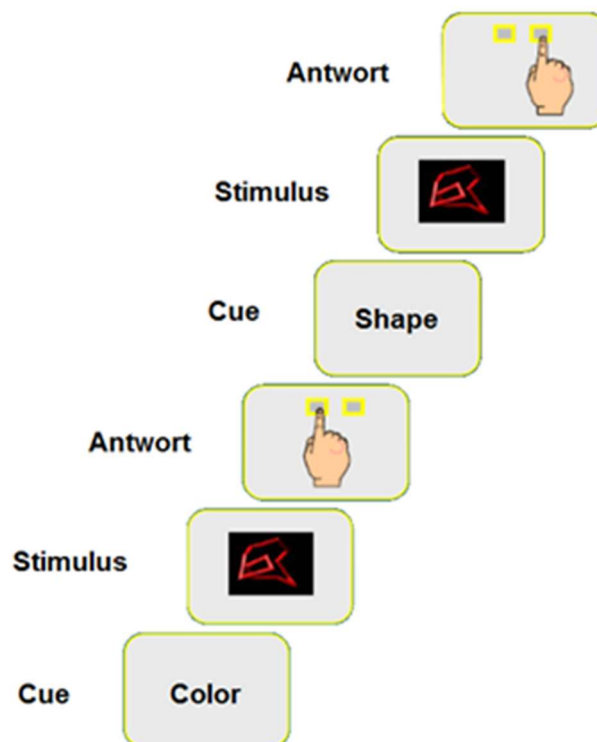 Antwort
Stimulus
Cue
Shape
Antwort
Stimulus
Cue
Color